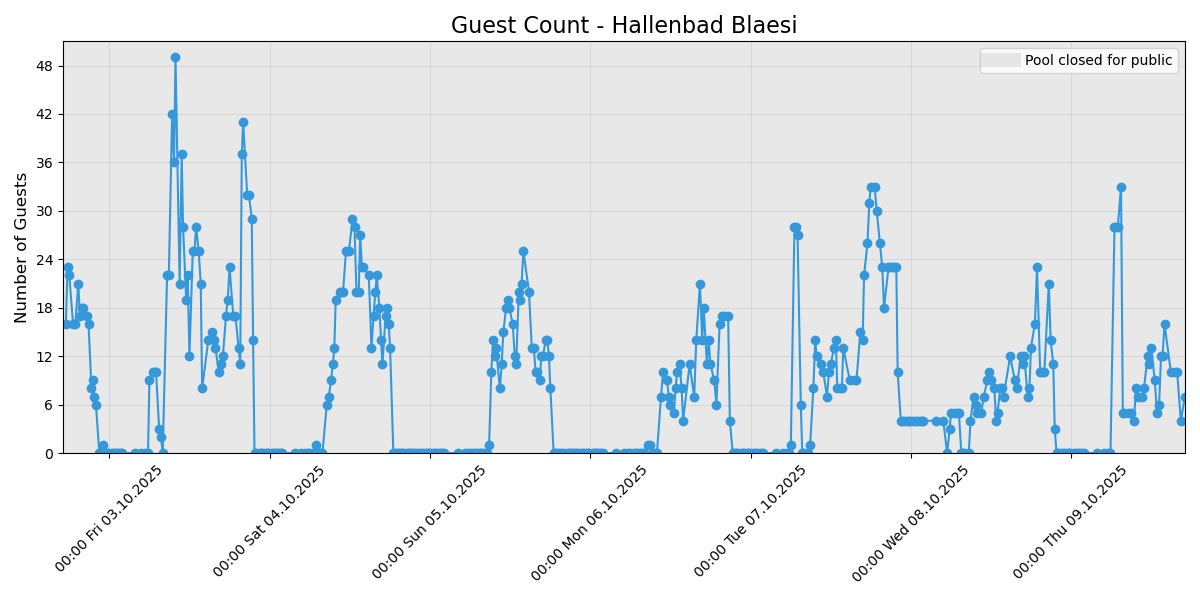 Guest Count - Hallenbad Blaesi
Pool closed for public
Number of Guests
48
42
36
30
24
18
12
6
0
00:00 Fri 03.10.2025
00:00 Sat 04.10.2025
00:00 Sun 05.10.2025
00:00 Mon 06.10.2025
00:00 Tue 07.10.2025
00:00 Wed 08.10.2025
00:00 Thu 09.10.2025